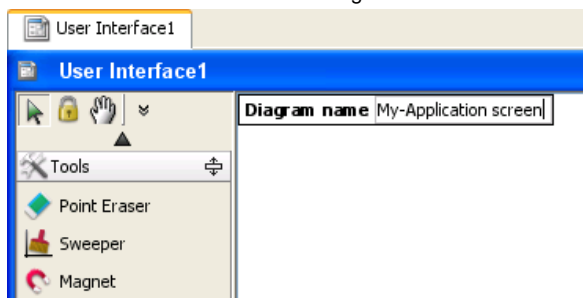 User Interface1
User Interface1
Diagram name My-Application screen
Tools
Point Eraser
Sweeper
Magnet